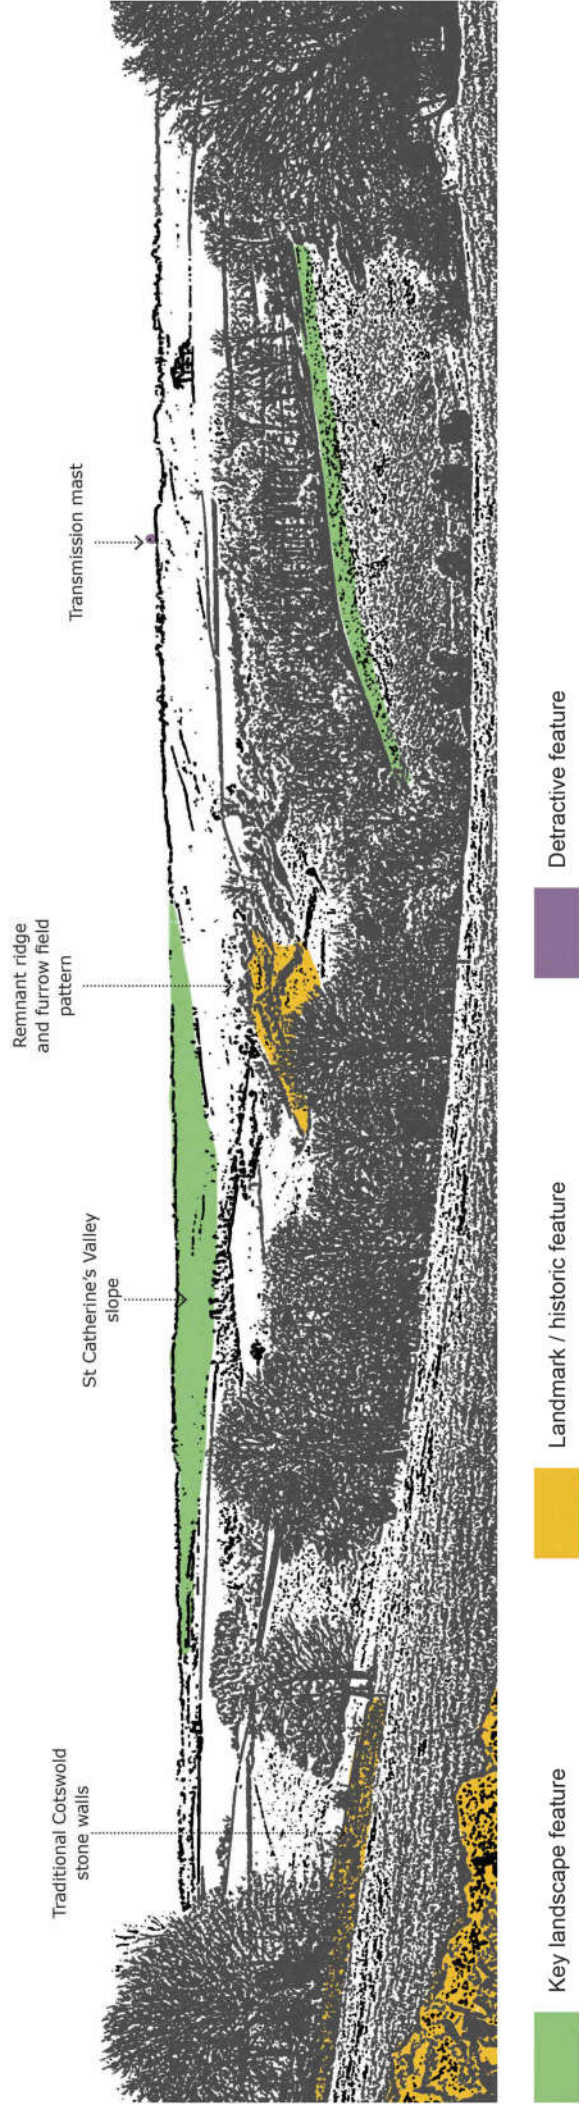 Traditional Cotswold
stone walls
St Catherine's Valley
slope
Remnant ridge
and furrow field
pattern
Transmission mast
Key landscape feature
Landmark / historic feature
Detractive feature